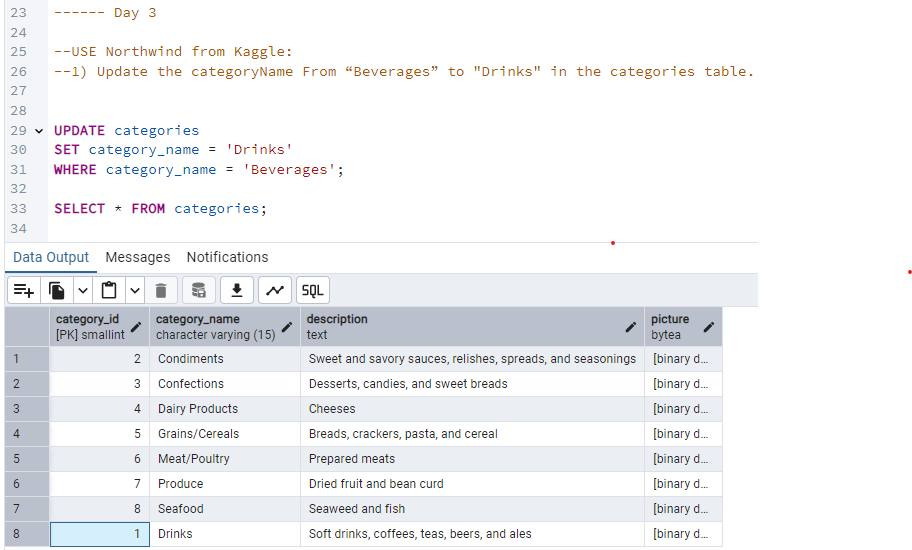 23 ------ Day 3
24
25 --USE Northwind from Kaggle:
26 --1) Update the categoryName From “Beverages” to "Drinks" in the categories table.
27
28
29 UPDATE categories
30 SET category_name = 'Drinks'
31 WHERE category_name = 'Beverages';
32
33 SELECT * FROM categories;
34
Data Output Messages Notifications
SQL
category_id category_name description picture
[PK] smallint character varying (15) text bytea
1 2 Condiments Sweet and savory sauces, relishes, spreads, and seasonings [binary d...
2 3 Confections Desserts, candies, and sweet breads [binary d...
3 4 Dairy Products Cheeses [binary d...
4 5 Grains/Cereals Breads, crackers, pasta, and cereal [binary d...
5 6 Meat/Poultry Prepared meats [binary d...
6 7 Produce Dried fruit and bean curd [binary d...
7 8 Seafood Seaweed and fish [binary d...
8 1 Drinks Soft drinks, coffees, teas, beers, and ales [binary d...